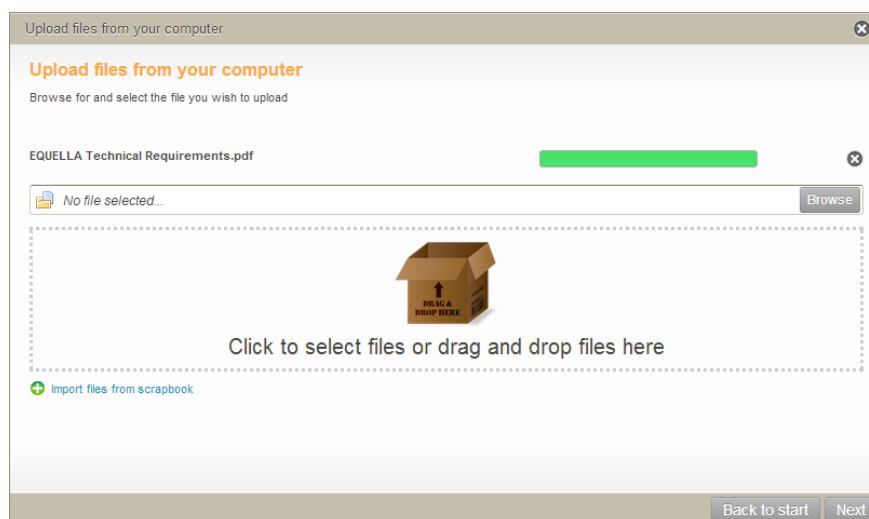 Upload files from your computer
Upload files from your computer
Browse for and select the file you wish to upload
EQUELLA Technical Requirements.pdf
No file selected...
Browse
DRAG &
DROP HERE
Click to select files or drag and drop files here
Import files from scrapbook
Back to start
Next